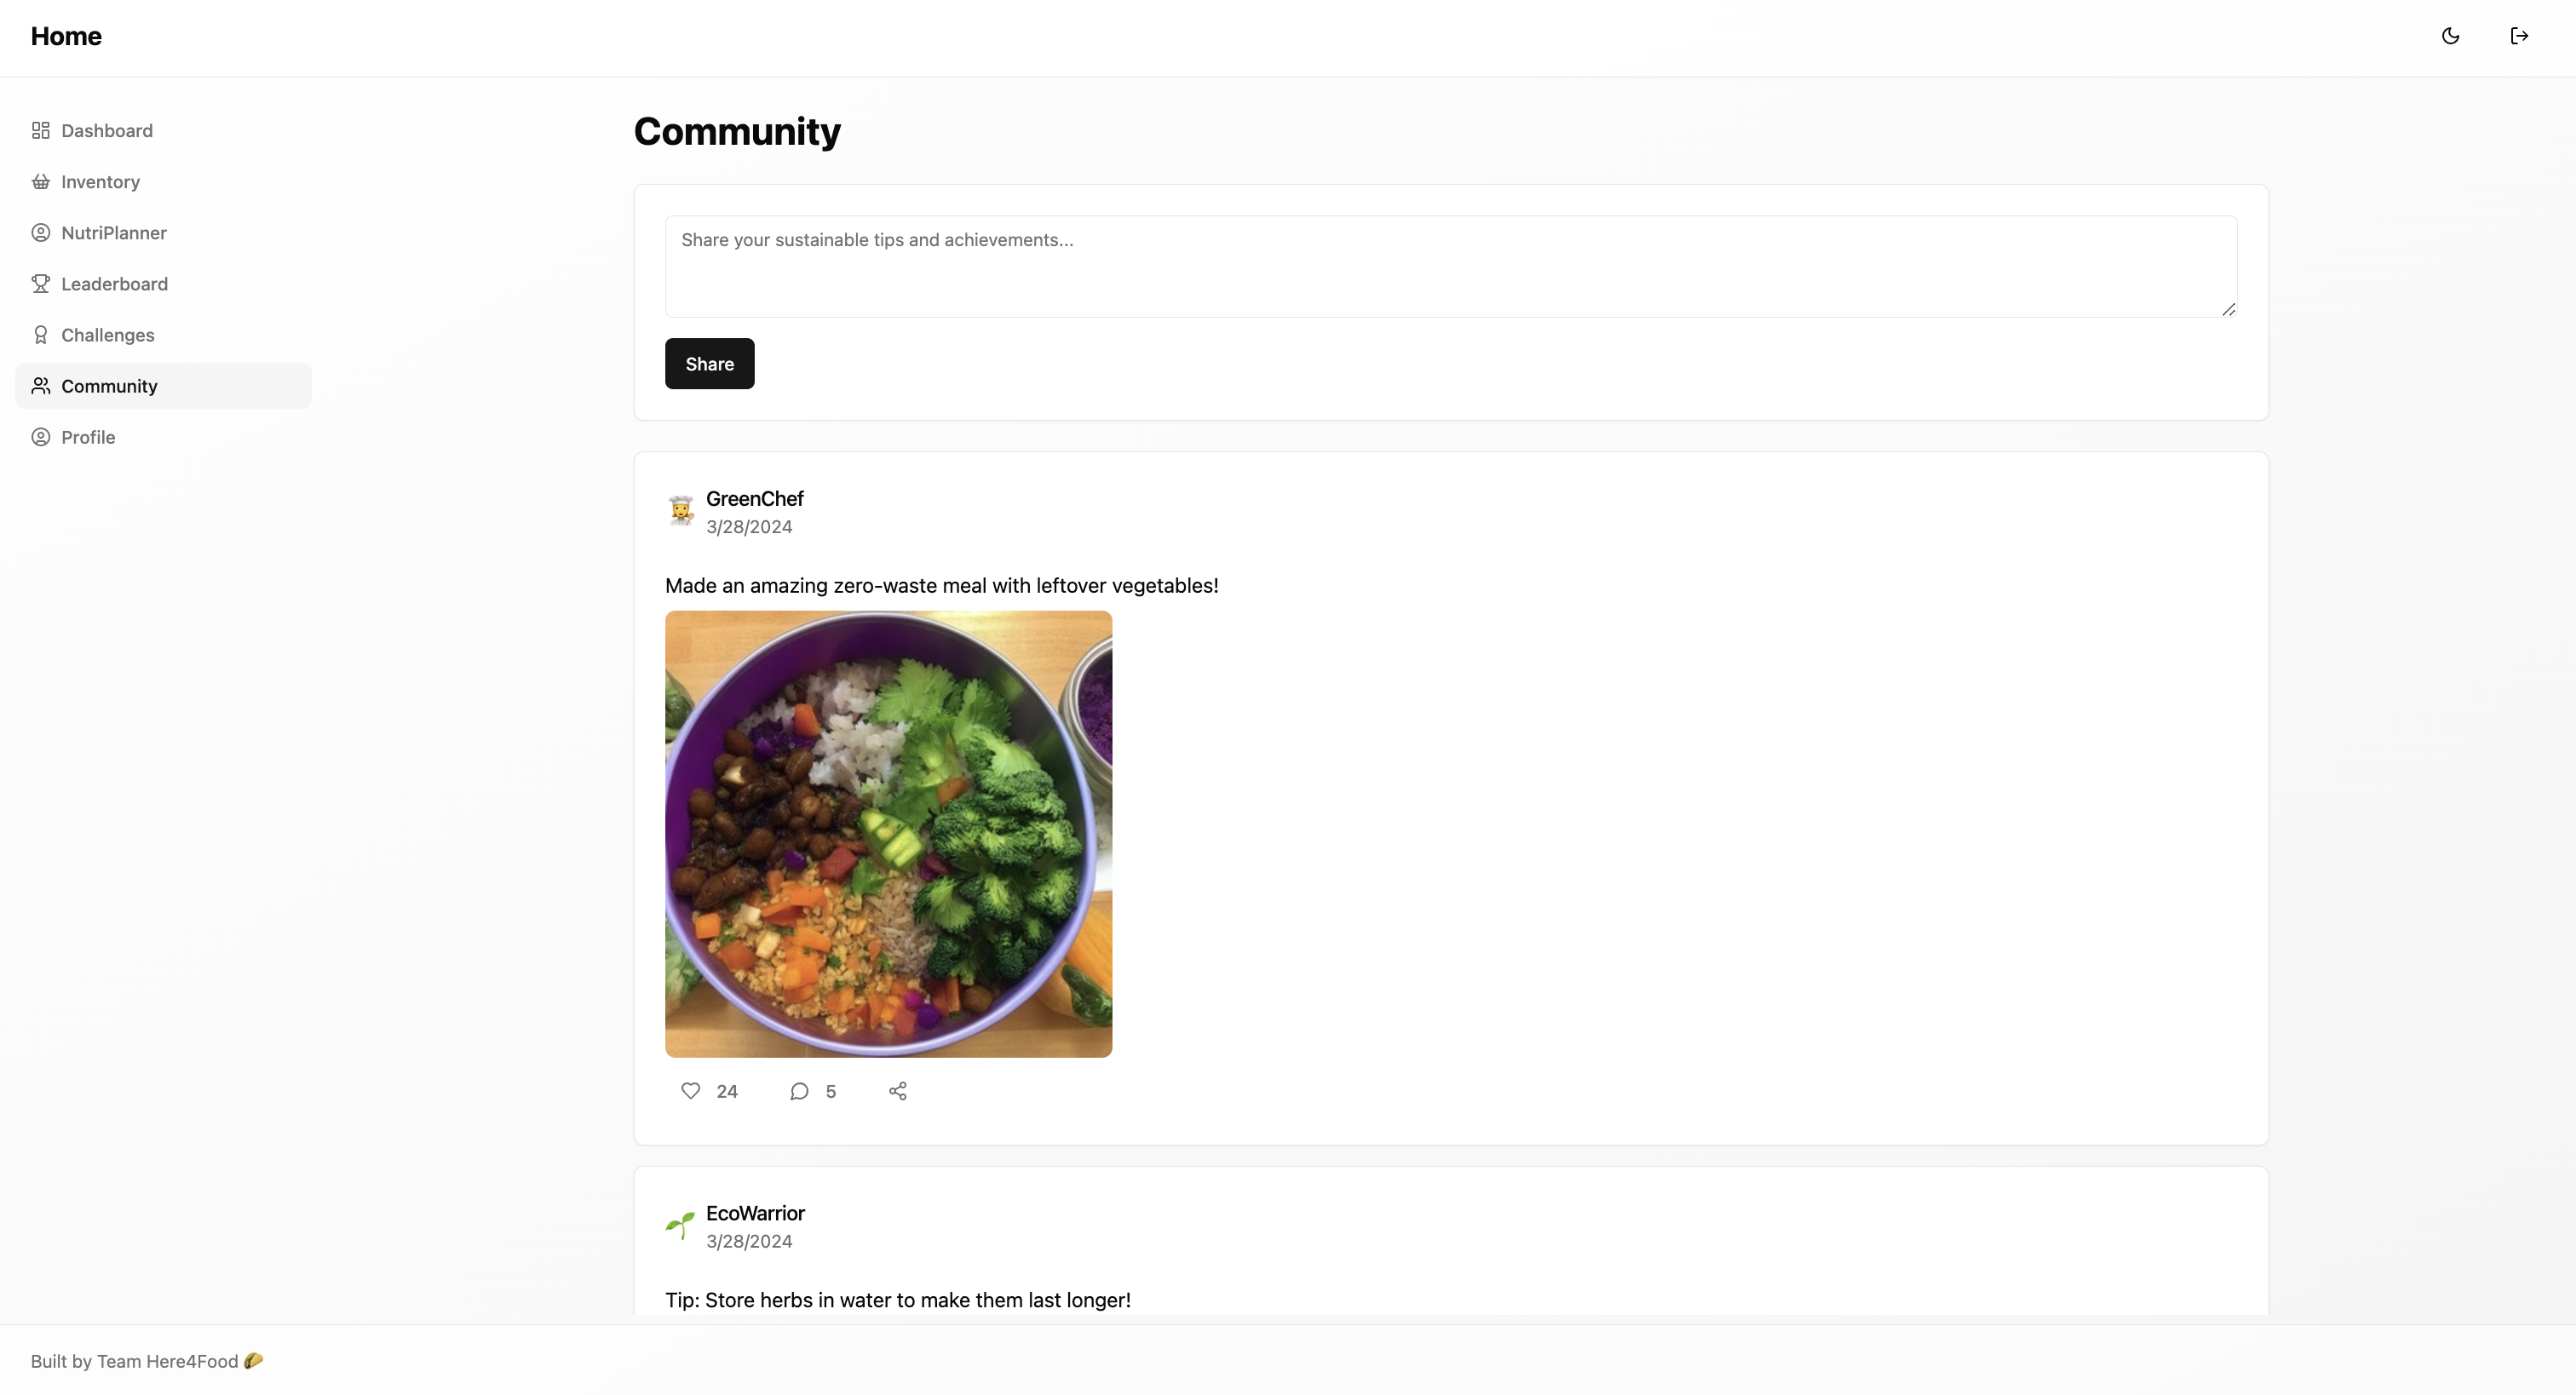 Home
Dashboard
Inventory
NutriPlanner
Leaderboard
Challenges
Community
Profile
Community
Share your sustainable tips and achievements...
Share
GreenChef
3/28/2024
Made an amazing zero-waste meal with leftover vegetables!
24 5
EcoWarrior
3/28/2024
Tip: Store herbs in water to make them last longer!
Built by Team Here4Food 🌮